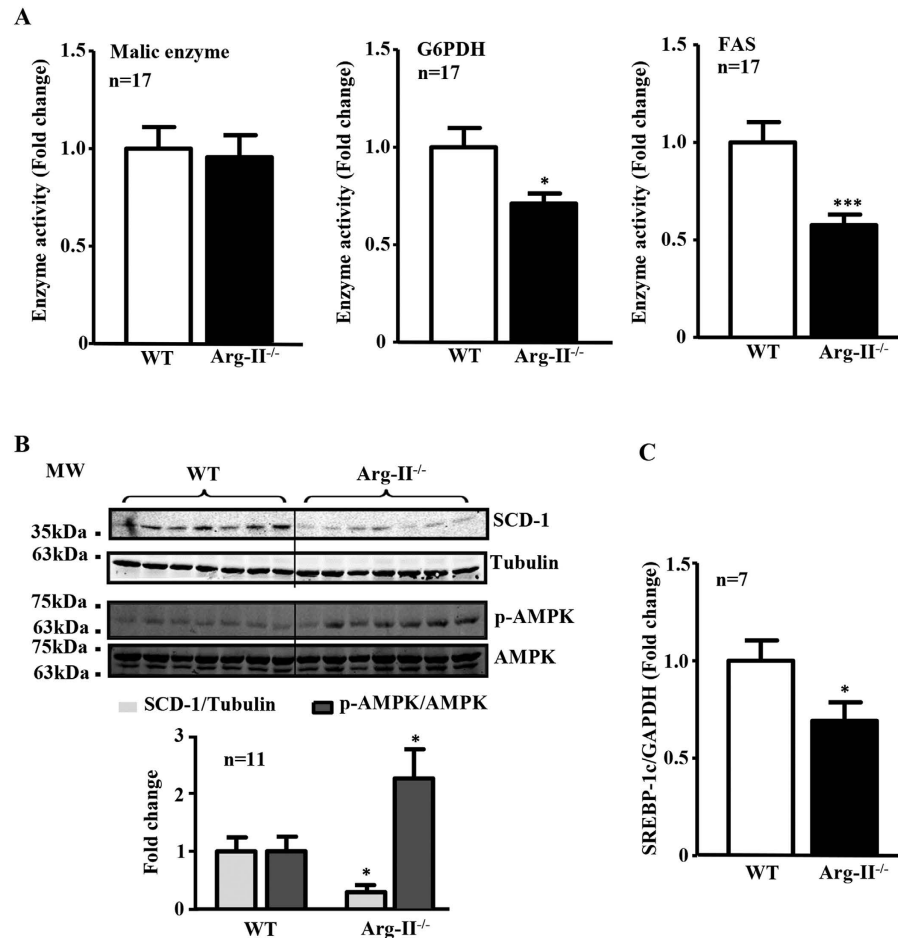 A
Enzyme activity (Fold change)
1.5
1.0
0.5
0
Malic enzyme
n=17
WT
Arg-II-/-
Enzyme activity (Fold change)
1.5
1.0
0.5
0
G6PDH
n=17
*
WT
Arg-II-/-
Enzyme activity (Fold change)
1.5
1.0
0.5
0
FAS
n=17
***
WT
Arg-II-/-
B
MW
WT
Arg-II-/-
35kDa
SCD-1
63kDa
Tubulin
75kDa
63kDa
p-AMPK
75kDa
63kDa
AMPK
SCD-1/Tubulin
p-AMPK/AMPK
Fold change
3
2
1
0
n=11
*
*
WT
Arg-II-/-
C
SREBP-1c/GAPDH (Fold change)
1.5
1.0
0.5
0
n=7
*
WT
Arg-II-/-